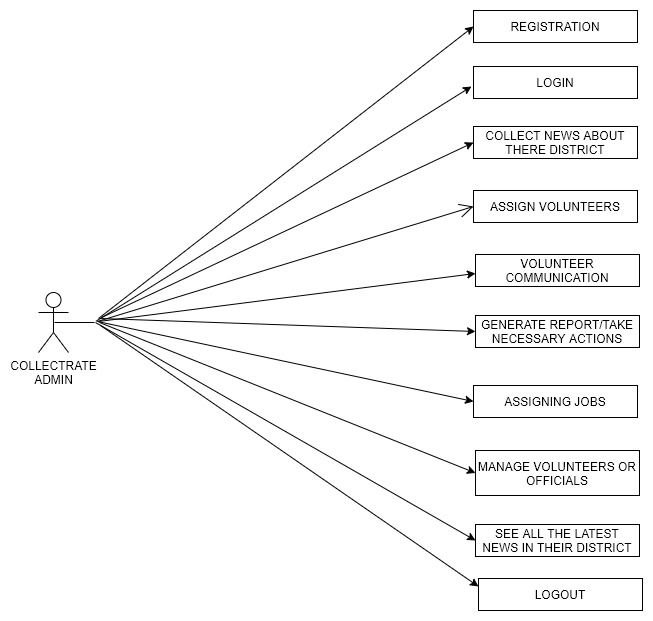 REGISTRATION
LOGIN
COLLECT NEWS ABOUT
THERE DISTRICT
ASSIGN VOLUNTEERS
VOLUNTEER
COMMUNICATION
GENERATE REPORT/TAKE
NECESSARY ACTIONS
COLLECTRATE
ADMIN
ASSIGNING JOBS
MANAGE VOLUNTEERS OR
OFFICIALS
SEE ALL THE LATEST
NEWS IN THEIR DISTRICT
LOGOUT